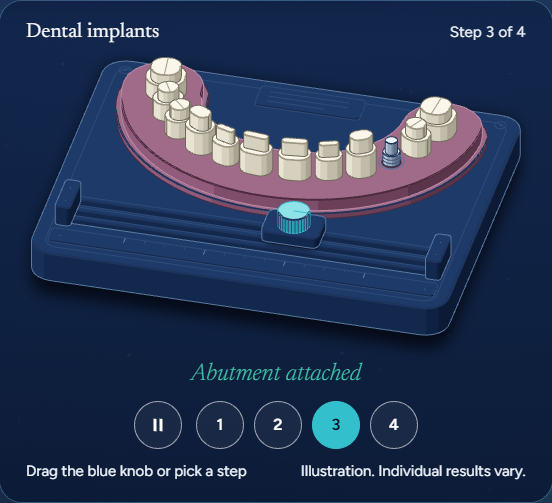 Dental implants
Step 3 of 4
Abutment attached
1 2 3 4
Drag the blue knob or pick a step
Illustration. Individual results vary.